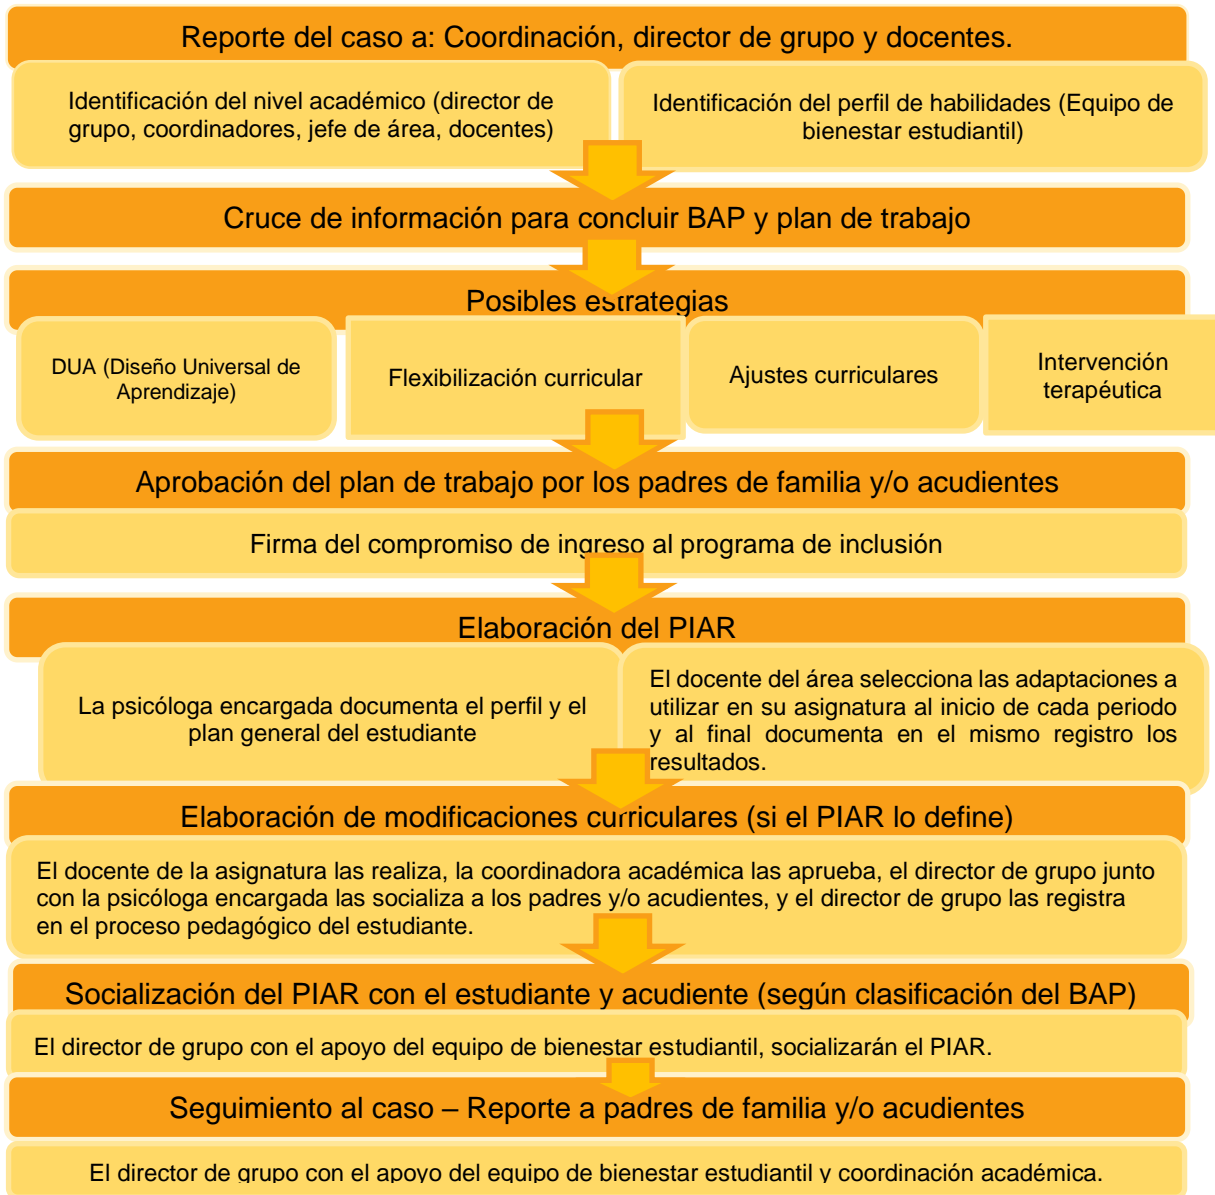 Reporte del caso a: Coordinación, director de grupo y docentes.
Identificación del nivel académico (director de
grupo, coordinadores, jefe de área, docentes)
Identificación del perfil de habilidades (Equipo de
bienestar estudiantil)
Cruce de información para concluir BAP y plan de trabajo
Posibles estrategias
DUA (Diseño Universal de
Aprendizaje)
Flexibilización curricular
Ajustes curriculares
Intervención
terapéutica
Aprobación del plan de trabajo por los padres de familia y/o acudientes
Firma del compromiso de ingreso al programa de inclusión
Elaboración del PIAR
La psicóloga encargada documenta el perfil y el
plan general del estudiante
El docente del área selecciona las adaptaciones a
utilizar en su asignatura al inicio de cada periodo
y al final documenta en el mismo registro los
resultados.
Elaboración de modificaciones curriculares (si el PIAR lo define)
El docente de la asignatura las realiza, la coordinadora académica las aprueba, el director de grupo junto
con la psicóloga encargada las socializa a los padres y/o acudientes, y el director de grupo las registra
en el proceso pedagógico del estudiante.
Socialización del PIAR con el estudiante y acudiente (según clasificación del BAP)
El director de grupo con el apoyo del equipo de bienestar estudiantil, socializarán el PIAR.
Seguimiento al caso – Reporte a padres de familia y/o acudientes
El director de grupo con el apoyo del equipo de bienestar estudiantil y coordinación académica.